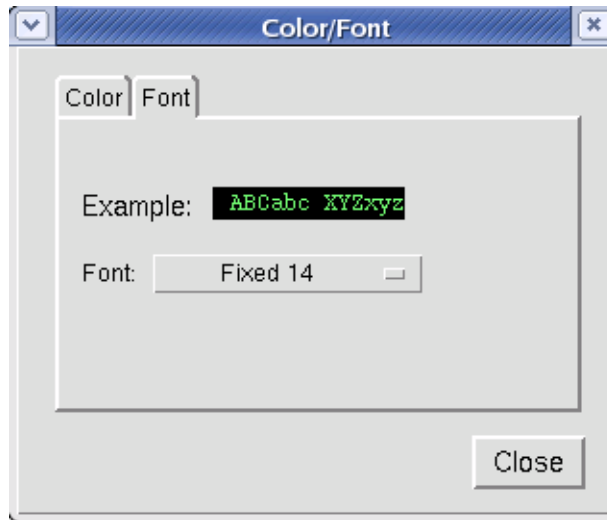 Color/Font
Color Font
Example: ABCabc XYZxyz
Font: Fixed 14
Close